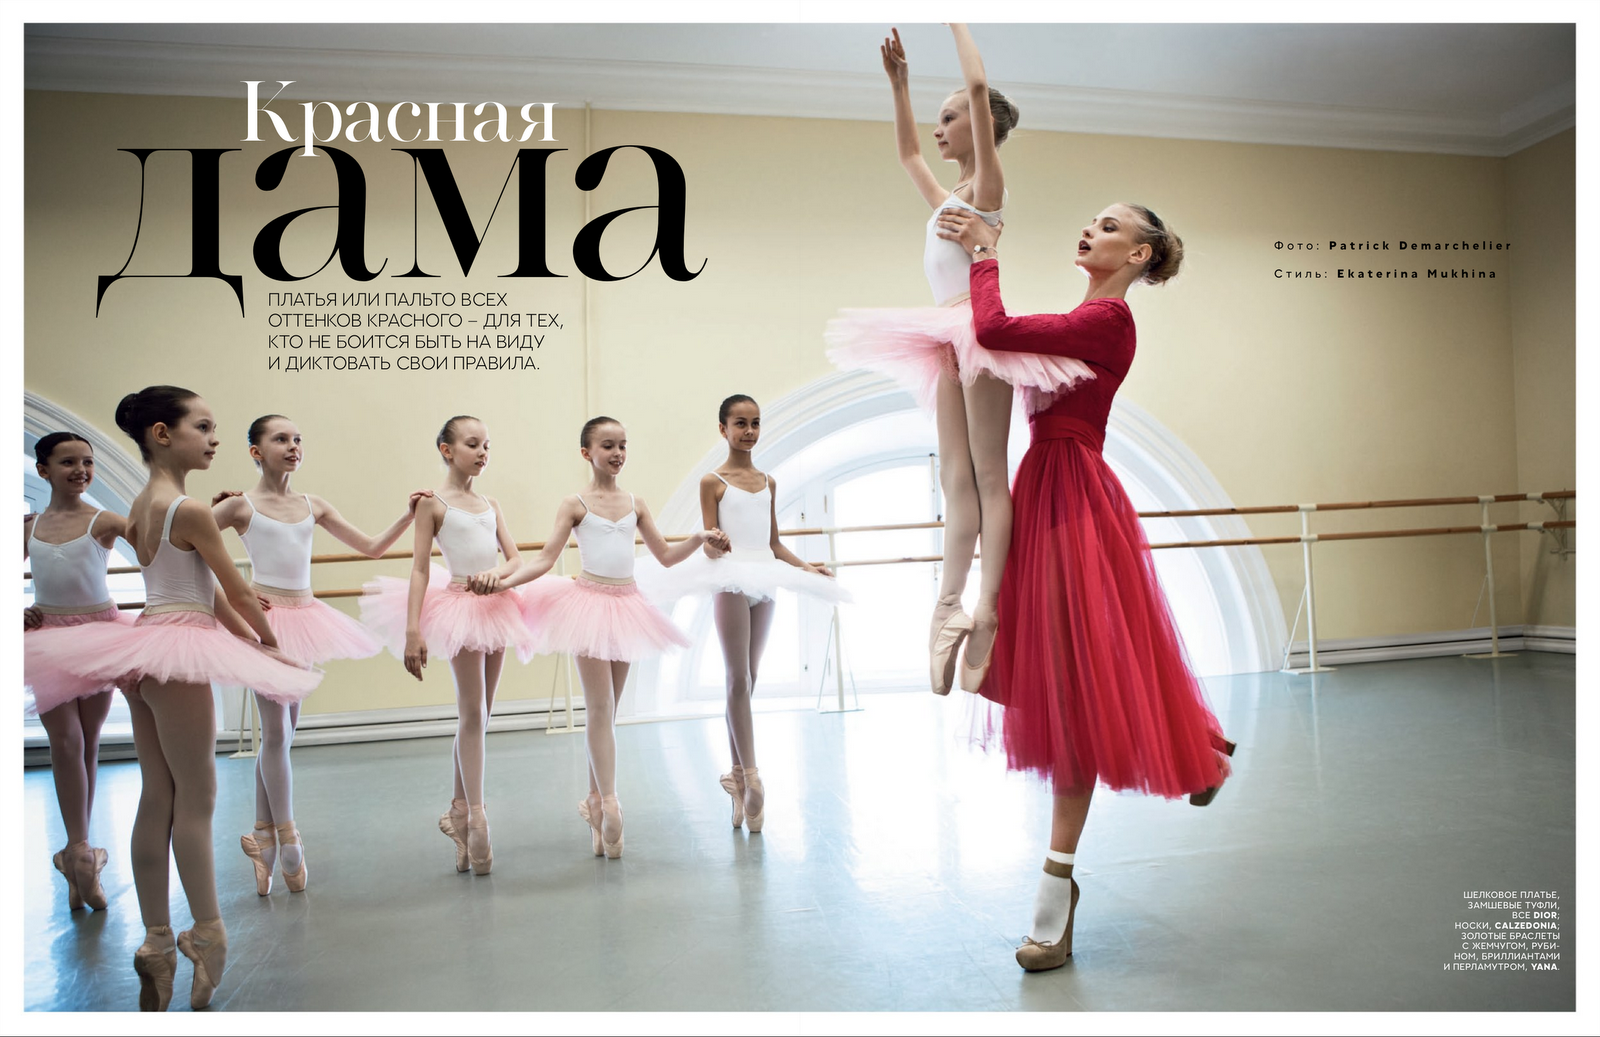 Красная
дама
ПЛАТЬЯ ИЛИ ПАЛЬТО ВСЕХ
ОТТЕНКОВ КРАСНОГО – ДЛЯ ТЕХ,
КТО НЕ БОИТСЯ БЫТЬ НА ВИДУ
И ДИКТОВАТЬ СВОИ ПРАВИЛА.
Фото: Patrick Demarchelier
Стиль: Ekaterina Mukhina
ШЕЛКОВОЕ ПЛАТЬЕ,
ЗАМШЕВЫЕ ТУФЛИ,
ВСЕ DIOR;
НОСКИ, CALZEDONIA;
ЗОЛОТЫЕ БРАСЛЕТЫ
С ЖЕМЧУГОМ, РУБИ-
НОМ, БРИЛЛИАНТАМИ
И ПЕРЛАМУТРОМ, YANA.